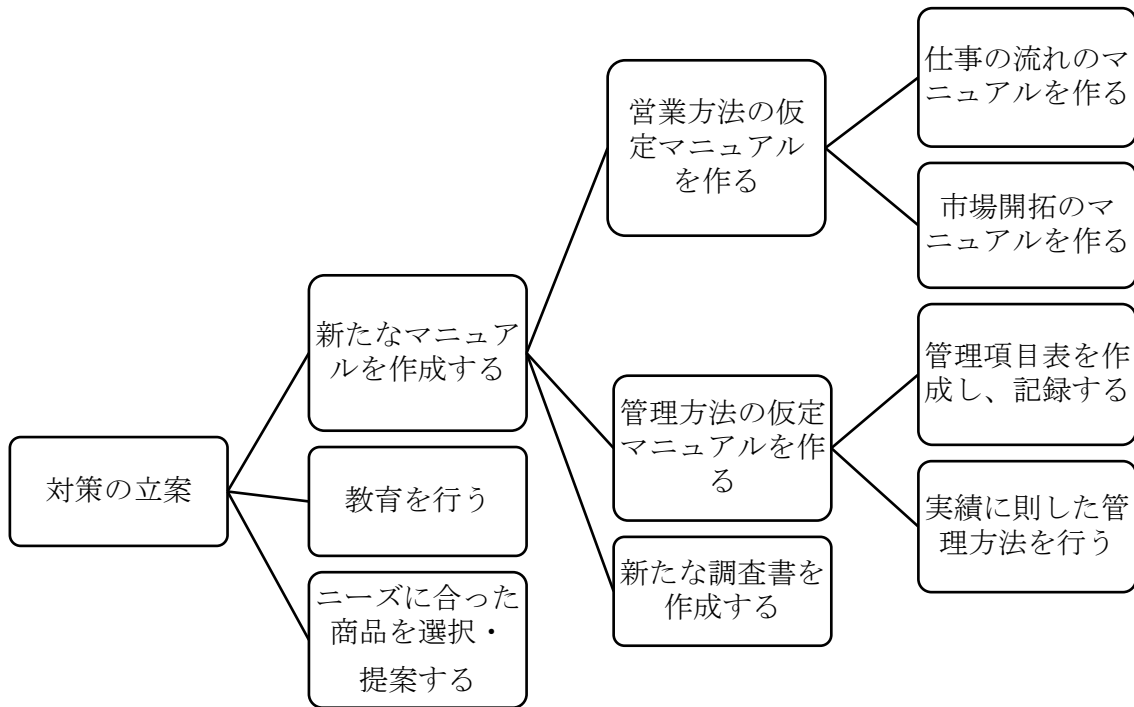 対策の立案
新たなマニュア
ルを作成する
教育を行う
ニーズに合った
商品を選択・
提案する
営業方法の仮
定マニュアル
を作る
管理方法の仮定
マニュアルを作
る
新たな調査書を
作成する
仕事の流れのマ
ニュアルを作る
市場開拓のマ
ニュアルを作る
管理項目表を作
成し、記録する
実績に則した管
理方法を行う